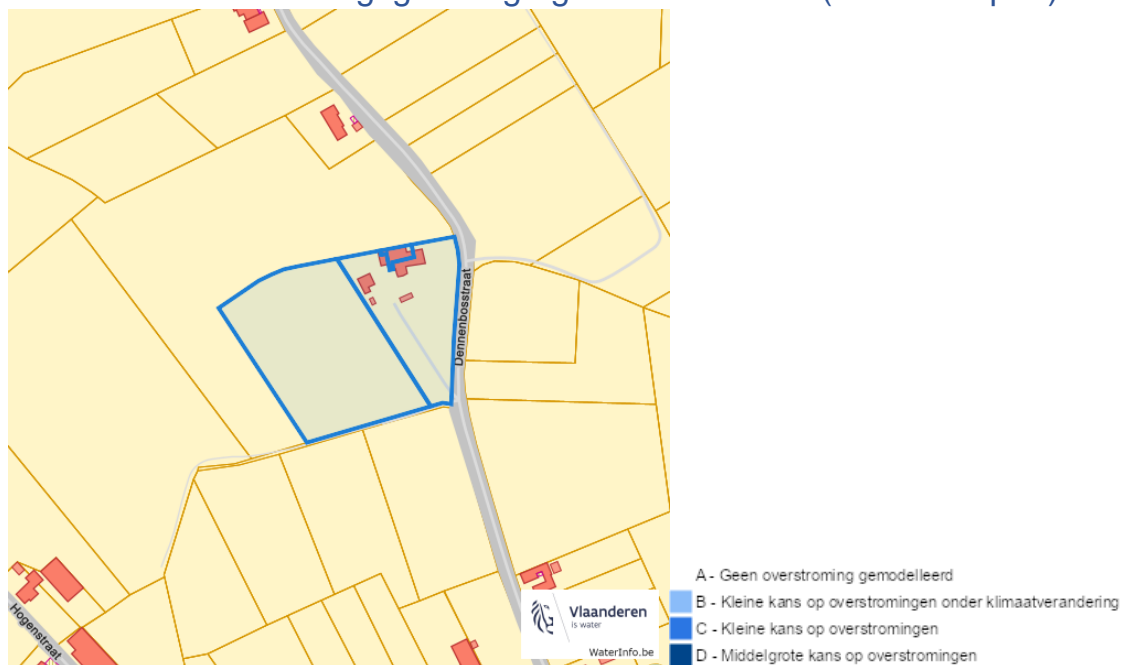 Dennenbosstraat
Hogenstraat
Vlaanderen
is water
WaterInfo.be
A - Geen overstroming gemodelleerd
B - Kleine kans op overstromingen onder klimaatverandering
C - Kleine kans op overstromingen
D - Middelgrote kans op overstromingen